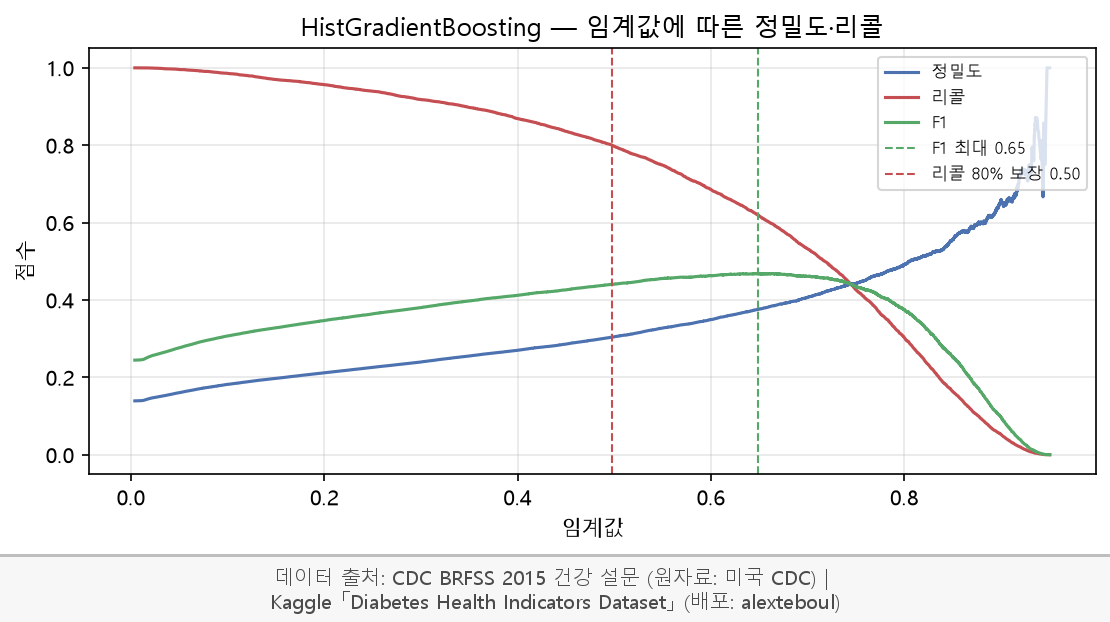 HistGradientBoosting — 임계값에 따른 정밀도·리콜
1.0
0.8
0.6
0.4
0.2
0.0
점수
정밀도
리콜
F1
F1 최대 0.65
리콜 80% 보장 0.50
0.0 0.2 0.4 0.6 0.8
임계값
데이터 출처: CDC BRFSS 2015 건강 설문 (원자료: 미국 CDC) |
Kaggle「Diabetes Health Indicators Dataset」(배포: alexteboul)